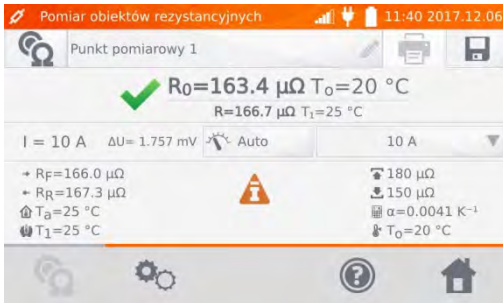 Pomiar obiektów rezystancyjnych 11:40 2017.12.06
Punkt pomiarowy 1
R₀=163.4 µΩ Tₒ=20 °C
R=166.7 µΩ T₁=25 °C
I = 10 A ΔU= 1.757 mV Auto 10 A
RF=166.0 µΩ 180 µΩ
RR=167.3 µΩ 150 µΩ
Ta=25 °C α=0.0041 K⁻¹
T1=25 °C Tₒ=20 °C